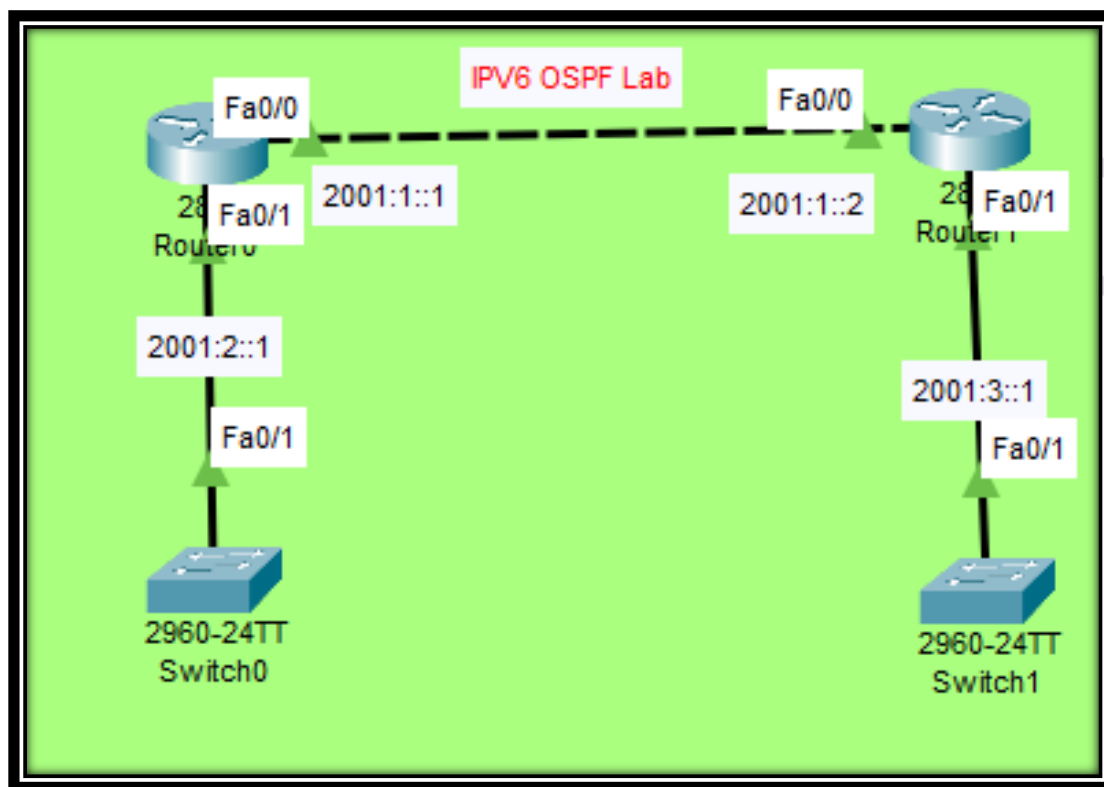 IPV6 OSPF Lab
Fa0/0
Fa0/0
2001:1::1
2001:1::2
Fa0/1
Router0
Fa0/1
2001:2::1
2001:3::1
Fa0/1
Fa0/1
2960-24TT
Switch0
2960-24TT
Switch1